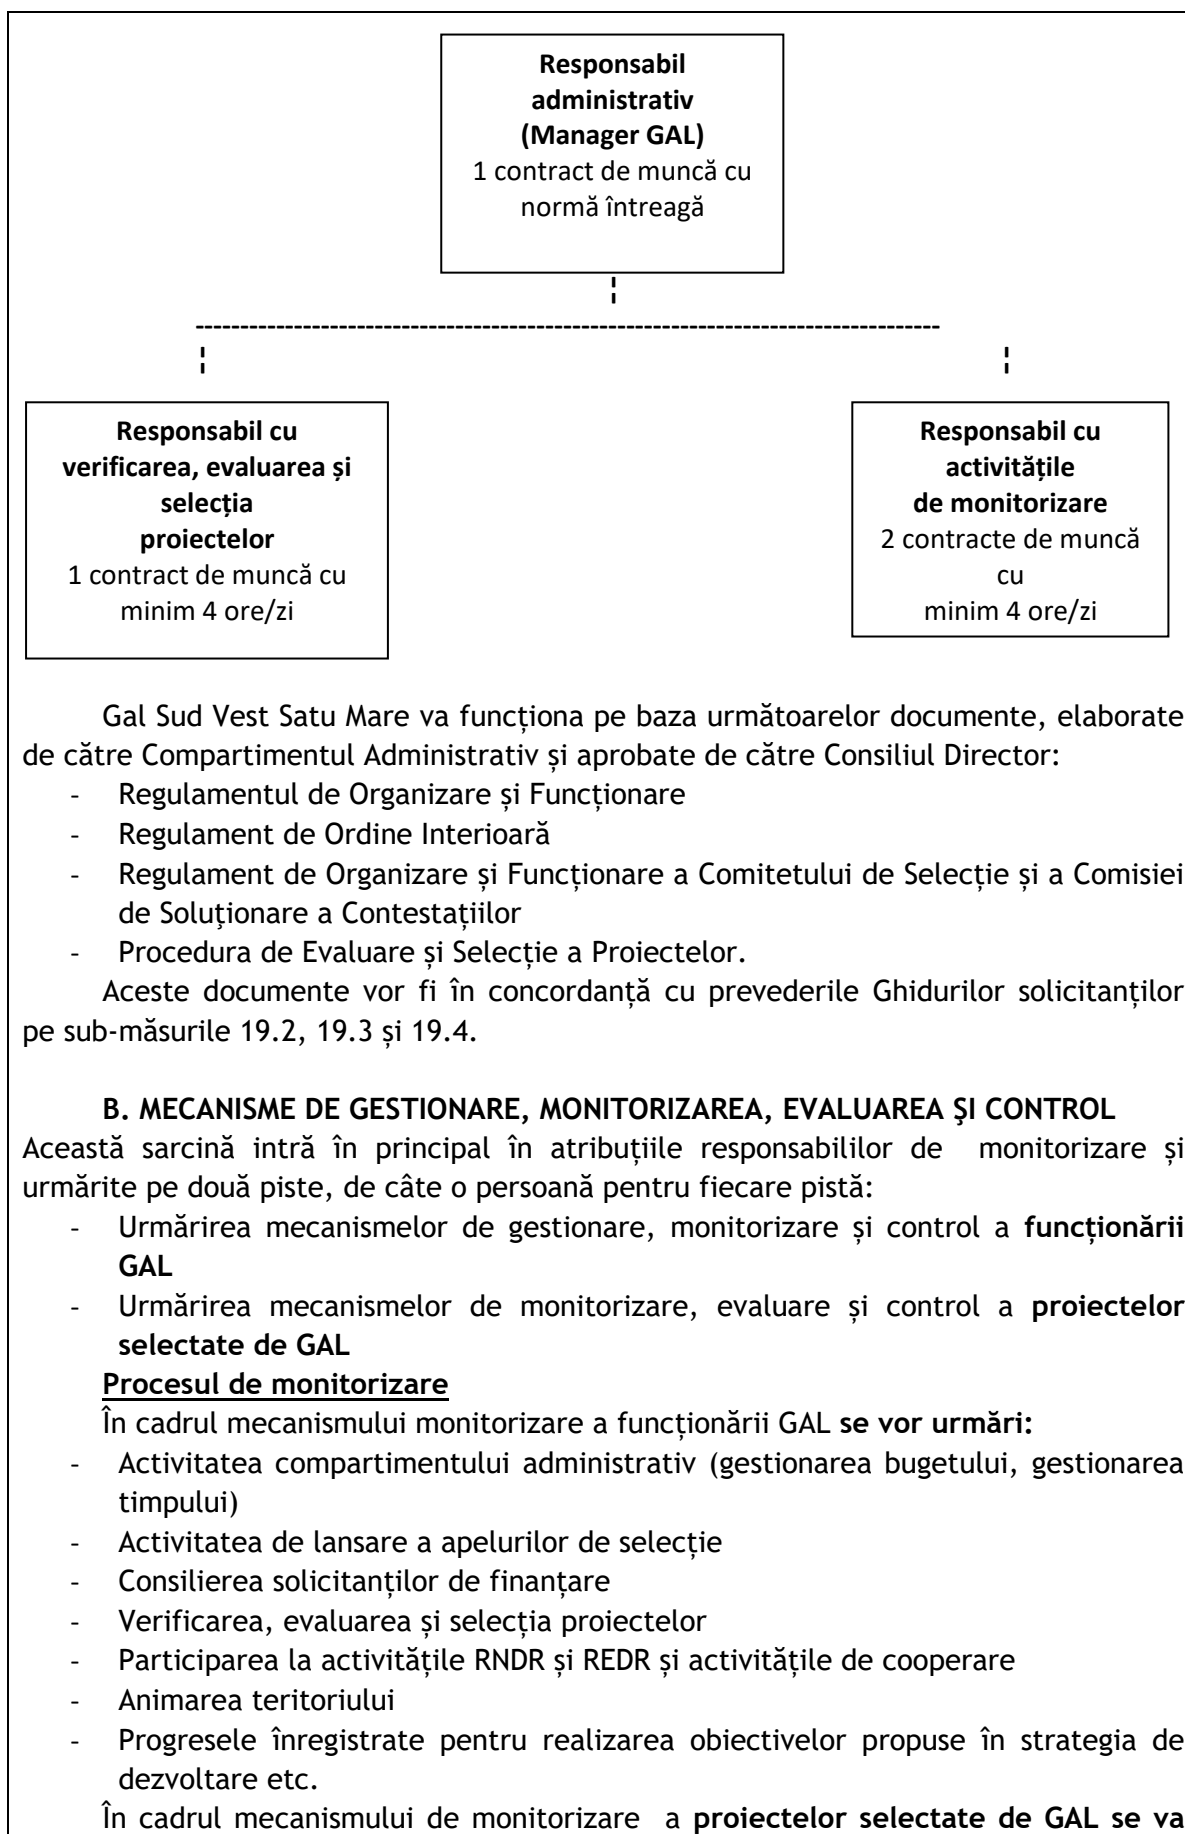 Responsabil
administrativ
(Manager GAL)
1 contract de muncă cu
normă întreagă
Responsabil cu
verificarea, evaluarea și
selecția
proiectelor
1 contract de muncă cu
minim 4 ore/zi
Responsabil cu
activitățile
de monitorizare
2 contracte de muncă
cu
minim 4 ore/zi
Gal Sud Vest Satu Mare va funcționa pe baza următoarelor documente, elaborate
de către Compartimentul Administrativ și aprobate de către Consiliul Director:
- Regulamentul de Organizare și Funcționare
- Regulament de Ordine Interioară
- Regulament de Organizare și Funcționare a Comitetului de Selecție și a Comisiei
de Soluţionare a Contestațiilor
- Procedura de Evaluare și Selecție a Proiectelor.
Aceste documente vor fi în concordanță cu prevederile Ghidurilor solicitanților
pe sub-măsurile 19.2, 19.3 și 19.4.
B. MECANISME DE GESTIONARE, MONITORIZAREA, EVALUAREA ŞI CONTROL
Această sarcină intră în principal în atribuțiile responsabililor de monitorizare și
urmărite pe două piste, de câte o persoană pentru fiecare pistă:
- Urmărirea mecanismelor de gestionare, monitorizare și control a funcționării
GAL
- Urmărirea mecanismelor de monitorizare, evaluare și control a proiectelor
selectate de GAL
Procesul de monitorizare
În cadrul mecanismului monitorizare a funcționării GAL se vor urmări:
- Activitatea compartimentului administrativ (gestionarea bugetului, gestionarea
timpului)
- Activitatea de lansare a apelurilor de selecție
- Consilierea solicitanților de finanțare
- Verificarea, evaluarea și selecția proiectelor
- Participarea la activitățile RNDR și REDR și activitățile de cooperare
- Animarea teritoriului
- Progresele înregistrate pentru realizarea obiectivelor propuse în strategia de
dezvoltare etc.
În cadrul mecanismului de monitorizare a proiectelor selectate de GAL se va